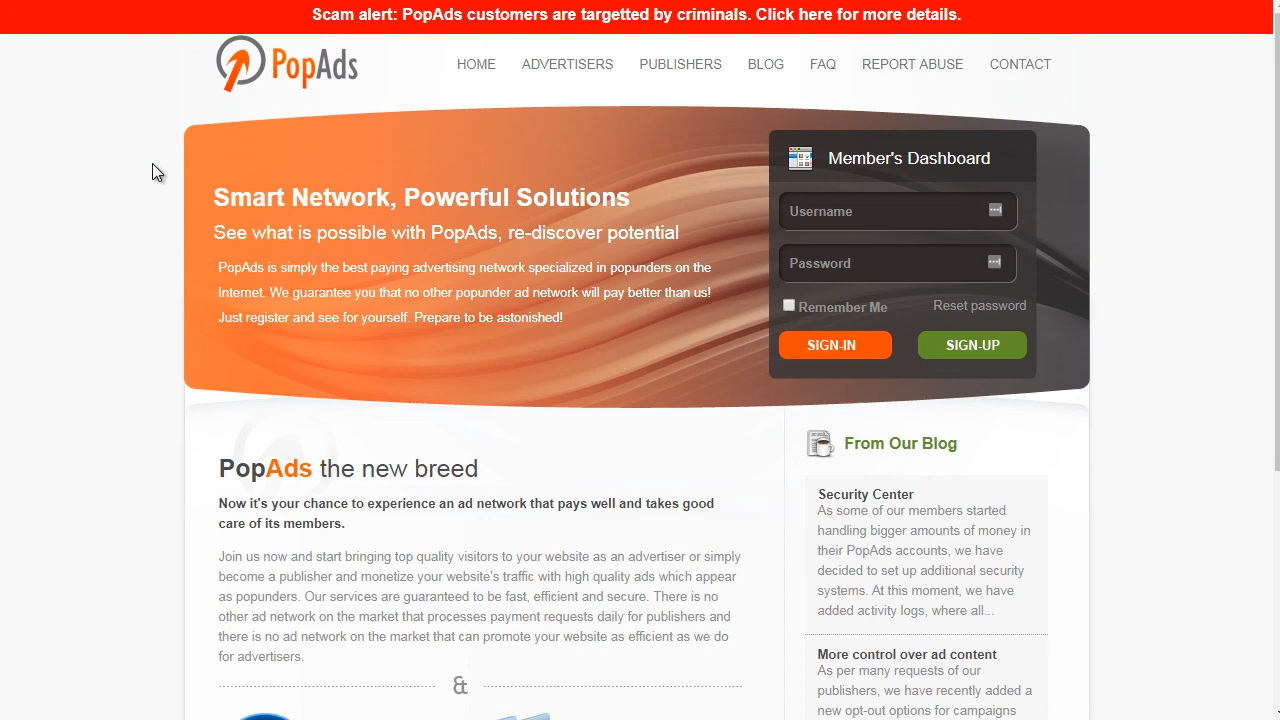 Scam alert: PopAds customers are targetted by criminals. Click here for more details.
PopAds
HOME ADVERTISERS PUBLISHERS BLOG FAQ REPORT ABUSE CONTACT
Smart Network, Powerful Solutions
See what is possible with PopAds, re-discover potential
PopAds is simply the best paying advertising network specialized in popunders on the
Internet. We guarantee you that no other popunder ad network will pay better than us!
Just register and see for yourself. Prepare to be astonished!
Member's Dashboard
Username
Password
Remember Me Reset password
SIGN-IN SIGN-UP
PopAds the new breed
Now it's your chance to experience an ad network that pays well and takes good
care of its members.
Join us now and start bringing top quality visitors to your website as an advertiser or simply
become a publisher and monetize your website's traffic with high quality ads which appear
as popunders. Our services are guaranteed to be fast, efficient and secure. There is no
other ad network on the market that processes payment requests daily for publishers and
there is no ad network on the market that can promote your website as efficient as we do
for advertisers.
&
From Our Blog
Security Center
As some of our members started
handling bigger amounts of money in
their PopAds accounts, we have
decided to set up additional security
systems. At this moment, we have
added activity logs, where all...
More control over ad content
As per many requests of our
publishers, we have recently added a
new opt-out options for campaigns